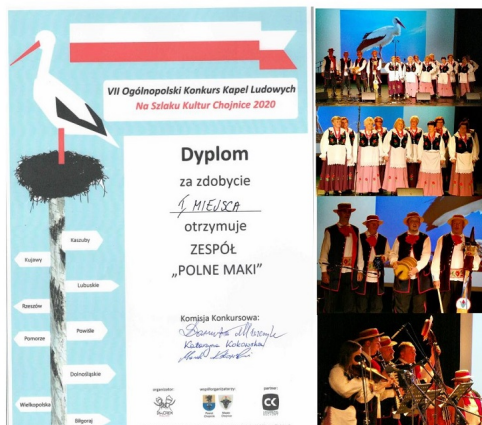 VII Ogólnopolski Konkurs Kapel Ludowych
Na Szlaku Kultur Chojnice 2020
Dyplom
za zdobycie
I MIEJSCA
otrzymuje
ZESPÓŁ
„POLNE MAKI”
Komisja Konkursowa:
Kaszuby
Kujawy
Lubuskie
Rzeszów
Powiśle
Pomorze
Dolnośląskie
Wielkopolska
Biłgoraj
organizator:
współorganizatorzy:
partner: